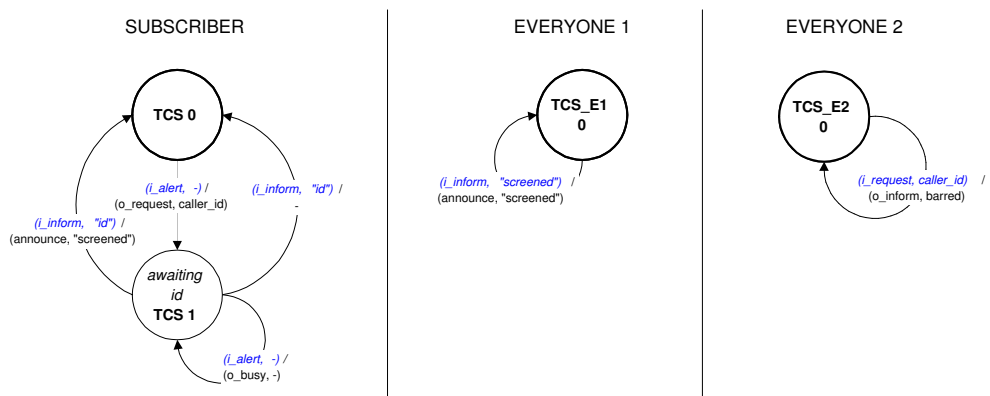 SUBSCRIBER
TCS 0
(i_alert, -) /
(o_request, caller_id)
(i_inform, "id") /
-
(i_inform, "id") /
(announce, "screened")
awaiting
id
TCS 1
(i_alert, -) /
(o_busy, -)
EVERYONE 1
TCS_E1
0
(i_inform, "screened") /
(announce, "screened")
EVERYONE 2
TCS_E2
0
(i_request, caller_id) /
(o_inform, barred)